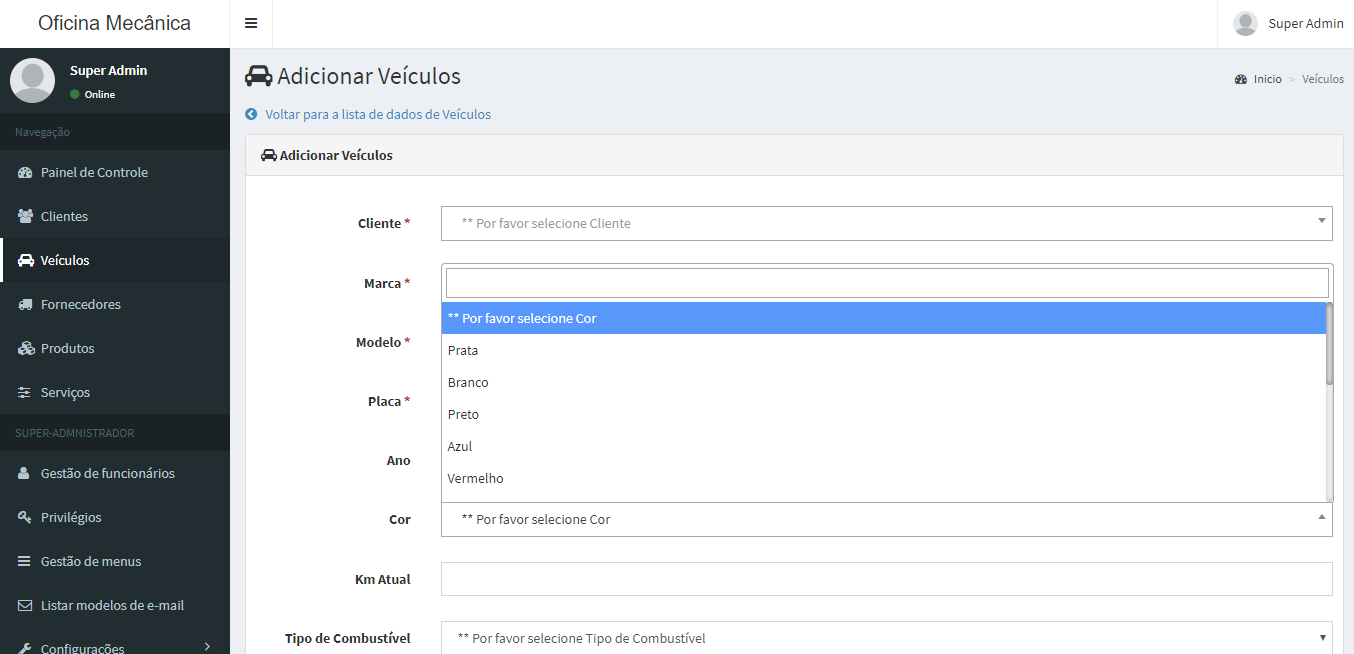 Oficina Mecânica
Super Admin
Super Admin
Online
Navegação
Painel de Controle
Clientes
Veículos
Fornecedores
Produtos
Serviços
SUPER-ADMNISTRADOR
Gestão de funcionários
Privilégios
Gestão de menus
Listar modelos de e-mail
Configurações
Adicionar Veículos
Inicio > Veículos
Voltar para a lista de dados de Veículos
Adicionar Veículos
Cliente * ** Por favor selecione Cliente
Marca *
** Por favor selecione Cor
Modelo *
Prata
Branco
Placa *
Preto
Azul
Ano
Vermelho
Cor ** Por favor selecione Cor
Km Atual
Tipo de Combustível ** Por favor selecione Tipo de Combustível